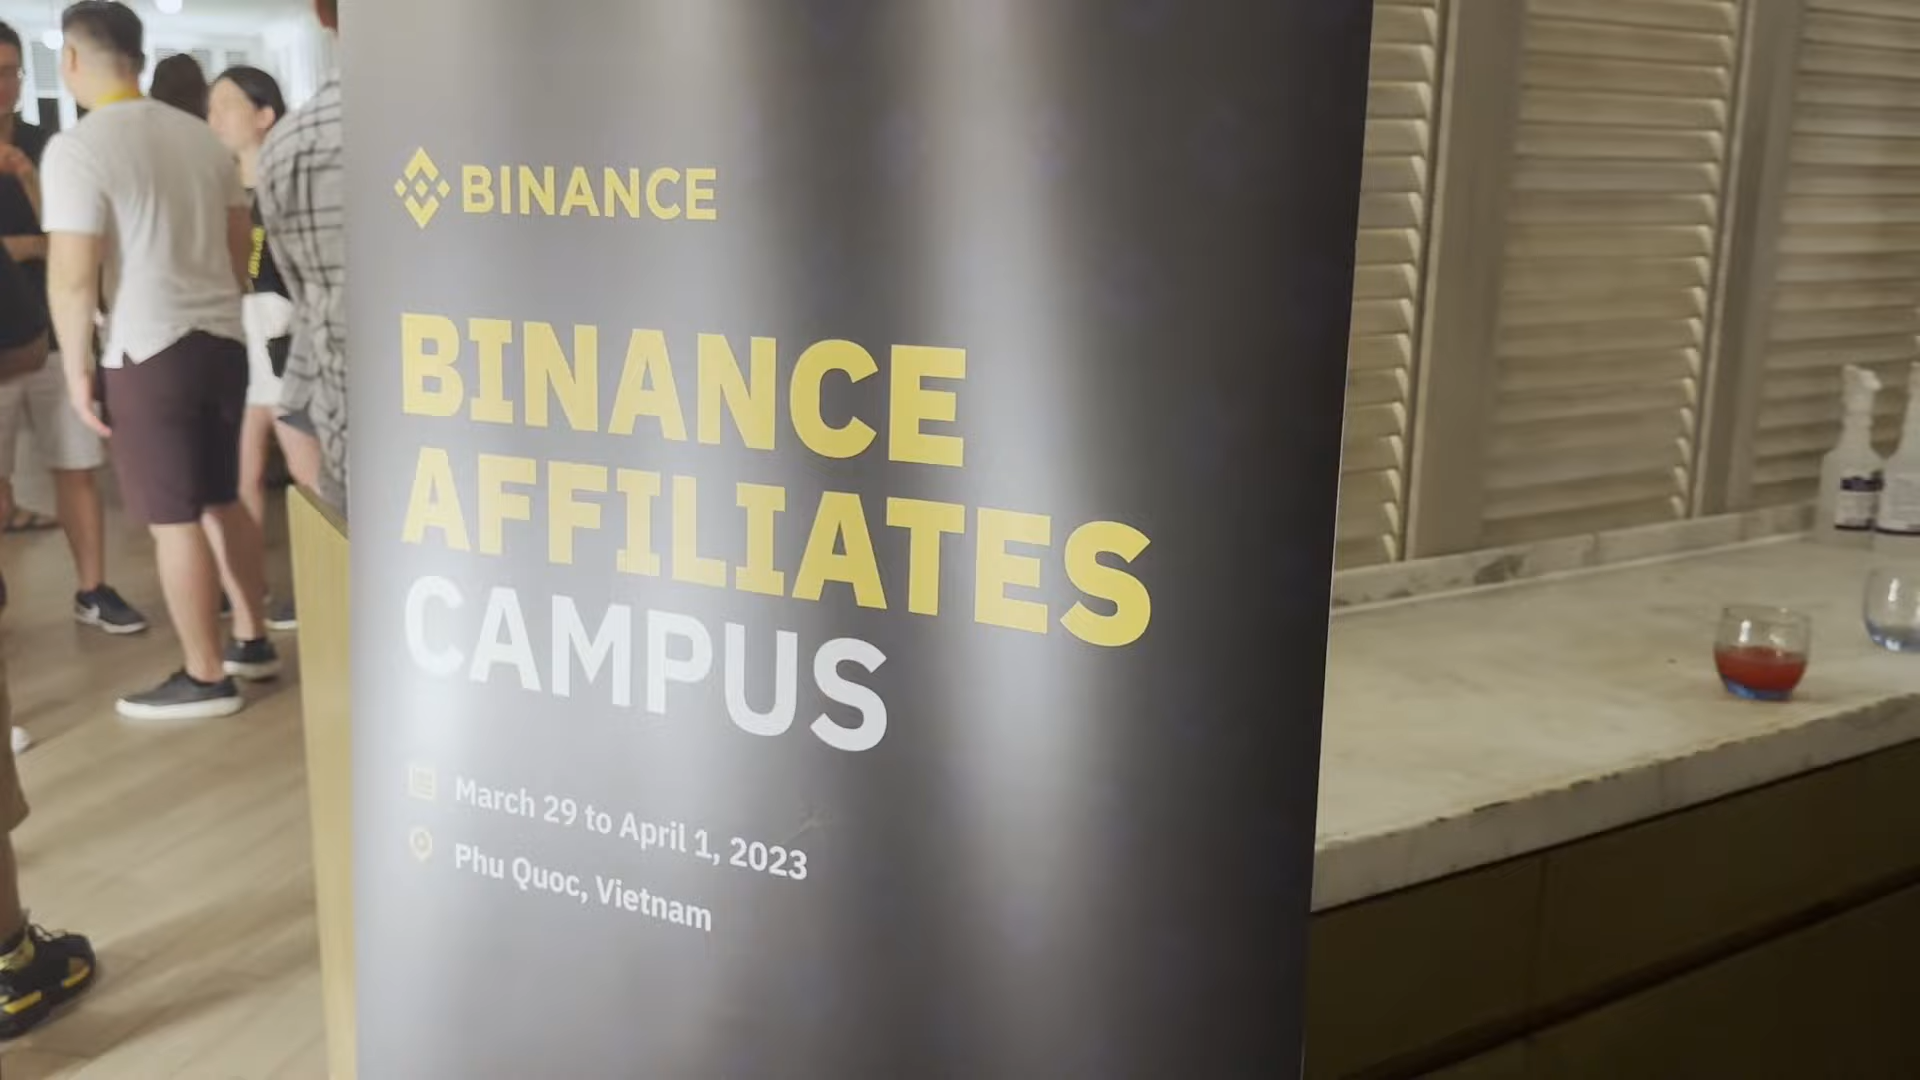 BINANCE
BINANCE
AFFILIATES
CAMPUS
March 29 to April 1, 2023
Phu Quoc, Vietnam